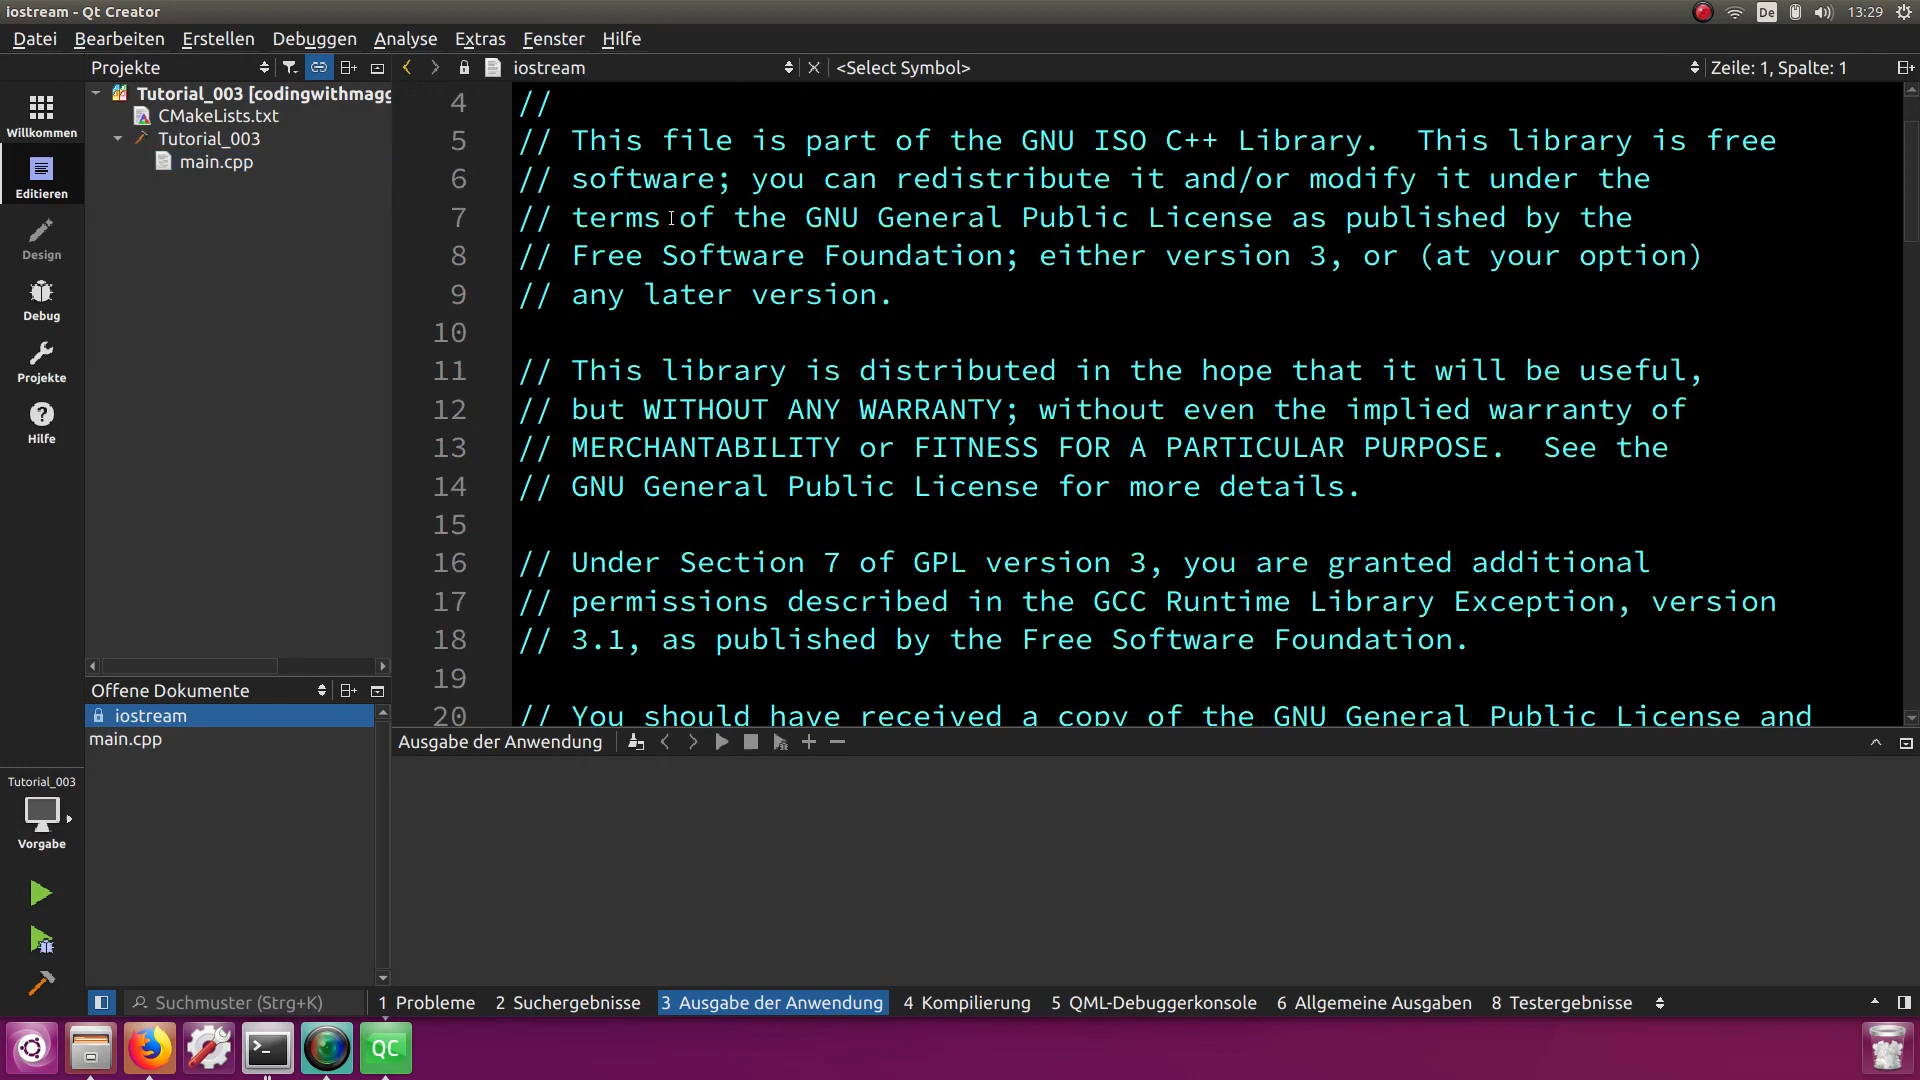 iostream - Qt Creator
De
13:29
Datei Bearbeiten Erstellen Debuggen Analyse Extras Fenster Hilfe
Projekte
iostream
<Select Symbol>
Zeile: 1, Spalte: 1
Willkommen
Editieren
Design
Debug
Projekte
Hilfe
Tutorial_003 [codingwithmagg
CMakeLists.txt
Tutorial_003
main.cpp
4 //
5 // This file is part of the GNU ISO C++ Library.  This library is free
6 // software; you can redistribute it and/or modify it under the
7 // terms of the GNU General Public License as published by the
8 // Free Software Foundation; either version 3, or (at your option)
9 // any later version.
10
11 // This library is distributed in the hope that it will be useful,
12 // but WITHOUT ANY WARRANTY; without even the implied warranty of
13 // MERCHANTABILITY or FITNESS FOR A PARTICULAR PURPOSE.  See the
14 // GNU General Public License for more details.
15
16 // Under Section 7 of GPL version 3, you are granted additional
17 // permissions described in the GCC Runtime Library Exception, version
18 // 3.1, as published by the Free Software Foundation.
19
20 // You should have received a copy of the GNU General Public License and
Offene Dokumente
iostream
main.cpp
Ausgabe der Anwendung
Tutorial_003
Vorgabe
Suchmuster (Strg+K)
1 Probleme 2 Suchergebnisse 3 Ausgabe der Anwendung 4 Kompilierung 5 QML-Debuggerkonsole 6 Allgemeine Ausgaben 8 Testergebnisse
QC